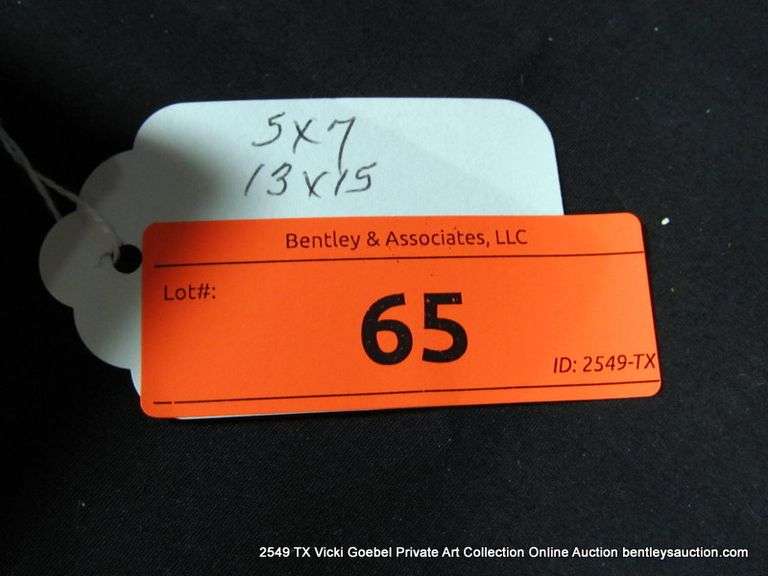 5x7
13x15
Bentley & Associates, LLC
Lot#:
65
ID: 2549-TX
2549 TX Vicki Goebel Private Art Collection Online Auction bentleysauction.com